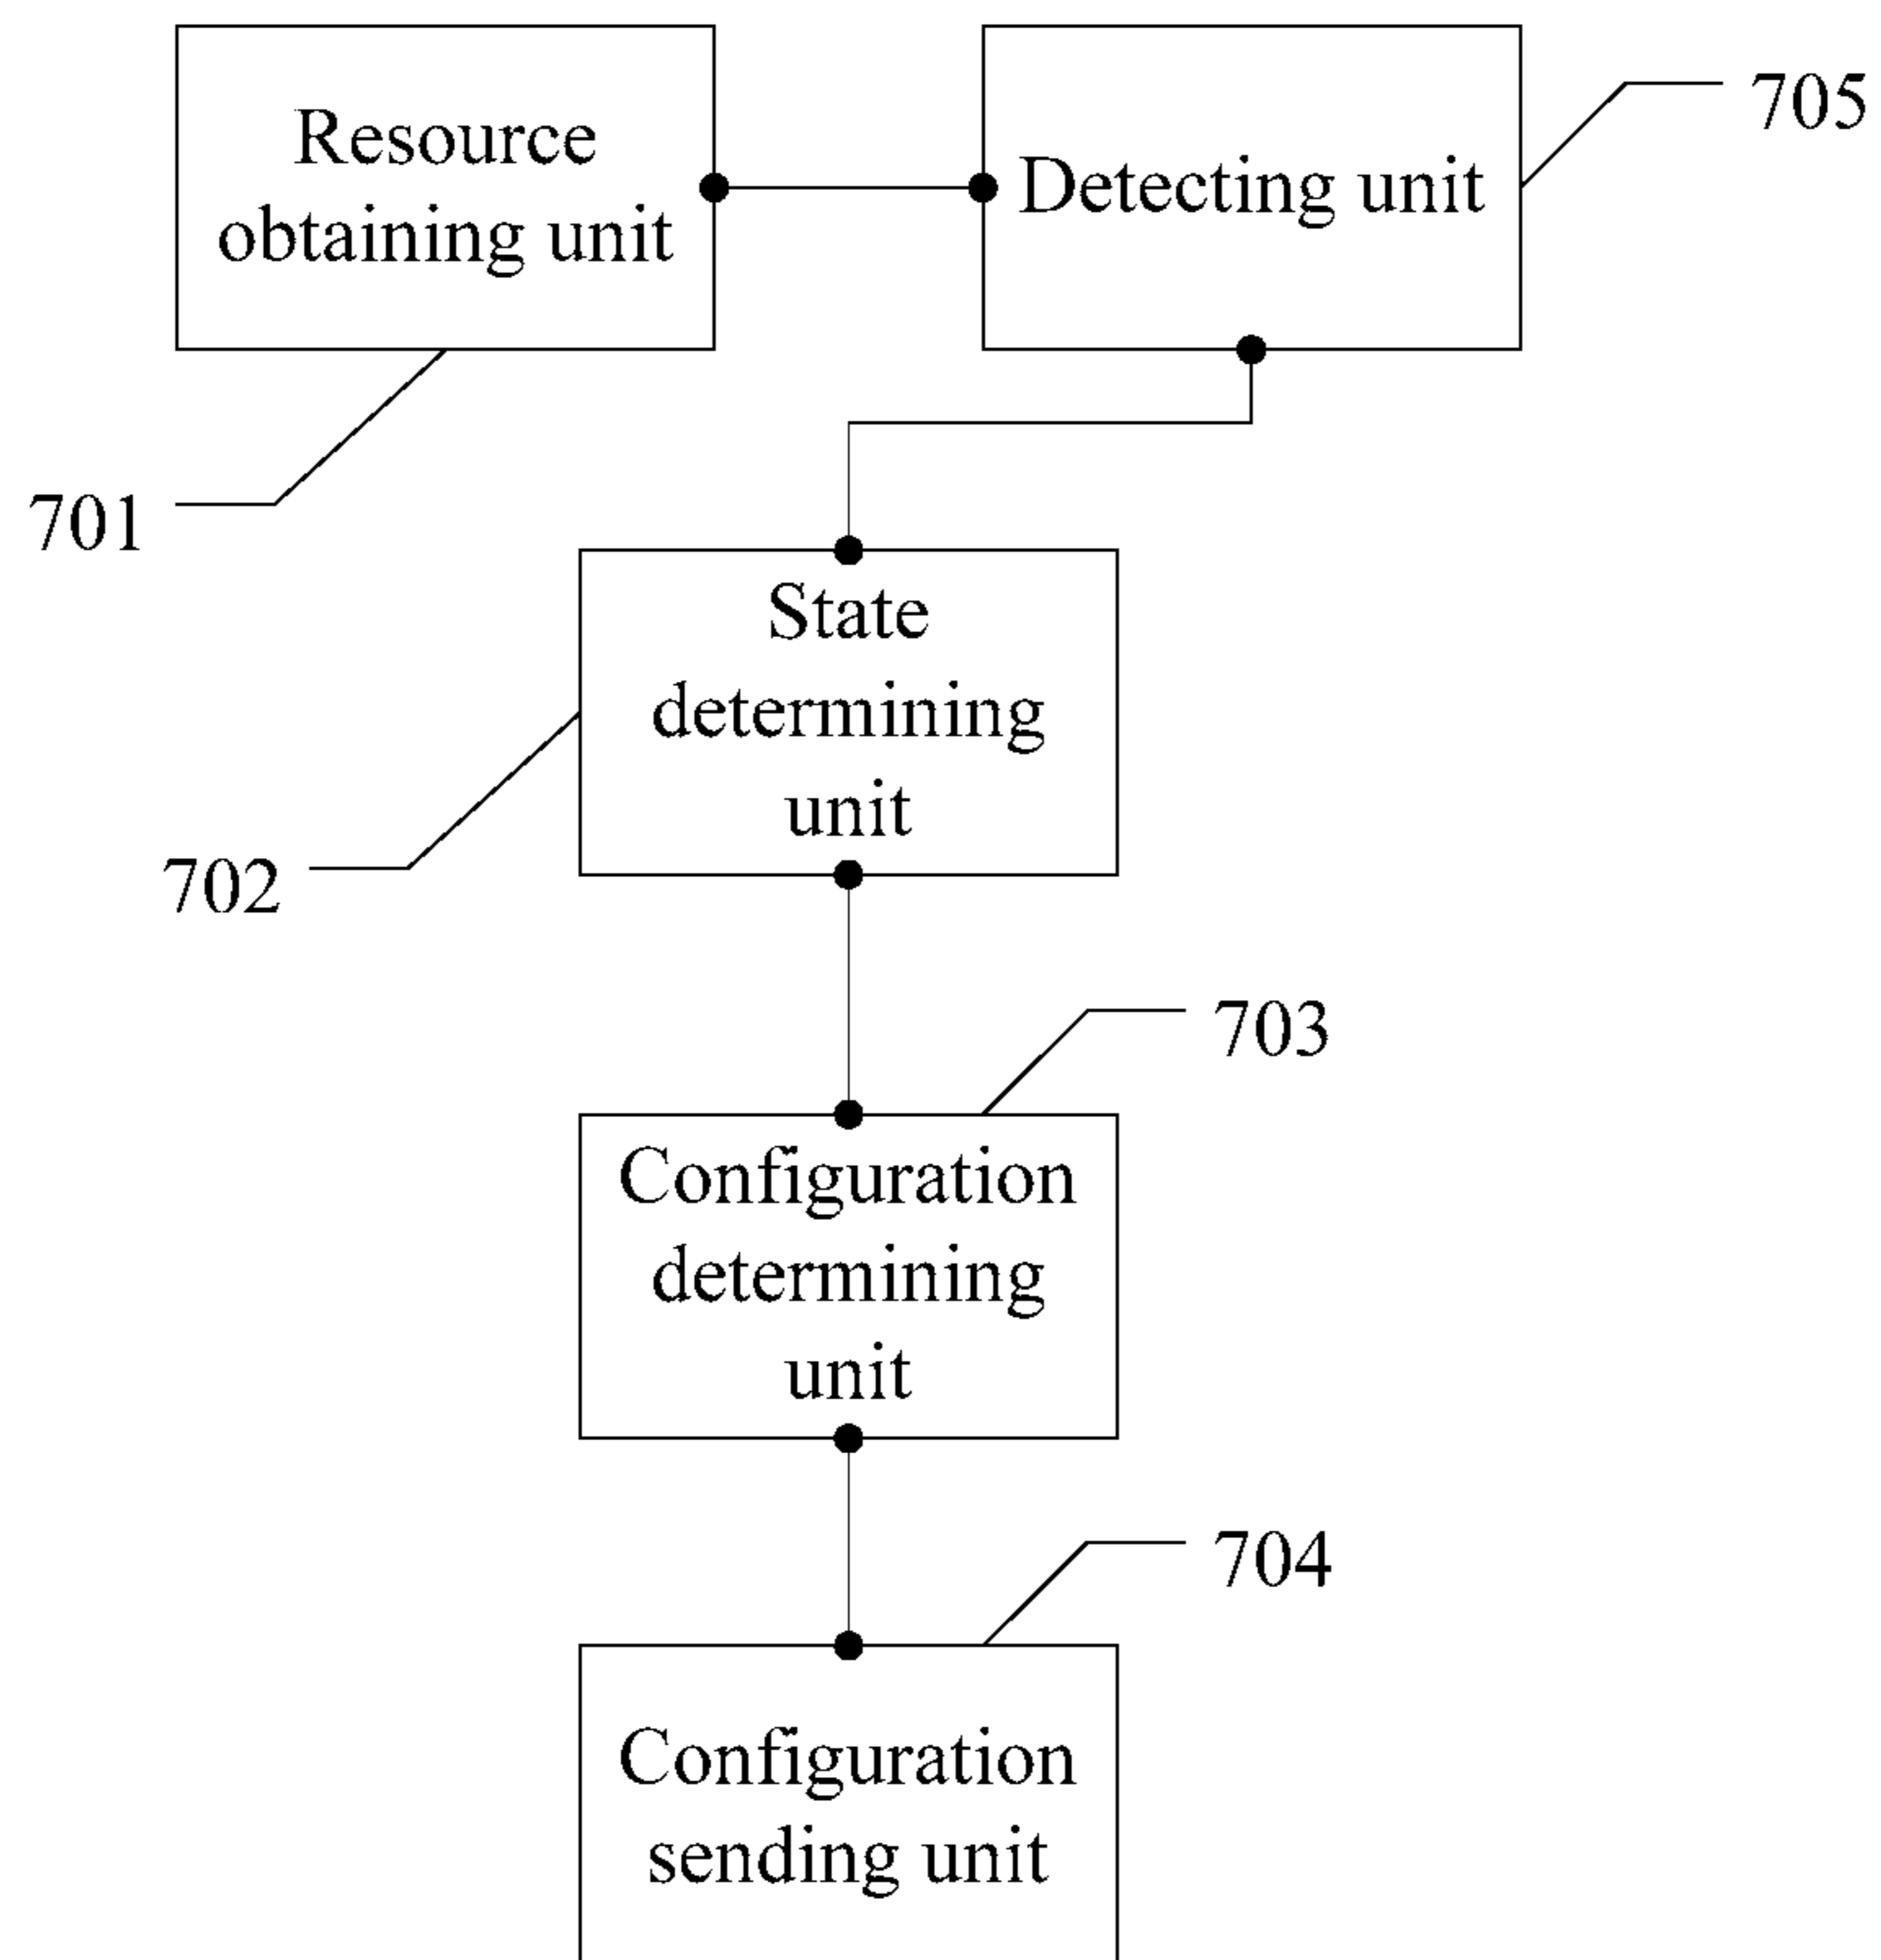 Resource
obtaining unit
Detecting unit
705
701
State
determining
unit
702
703
Configuration
determining
unit
704
Configuration
sending unit